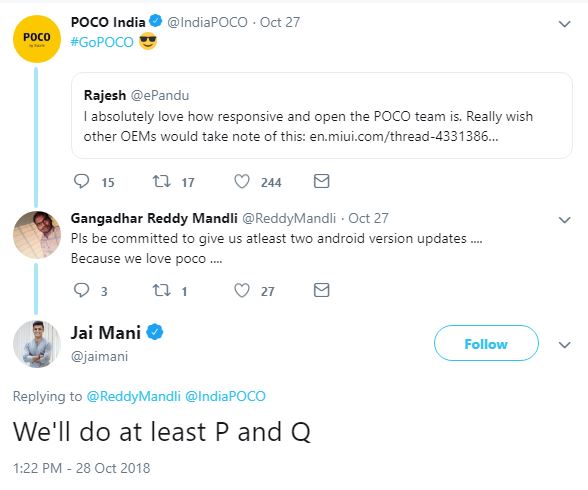 POCO
by Xiaomi
POCO India @IndiaPOCO · Oct 27
#GoPOCO 😎
Rajesh @ePandu
I absolutely love how responsive and open the POCO team is. Really wish
other OEMs would take note of this: en.miui.com/thread-4331386...
15 17 244
Gangadhar Reddy Mandli @ReddyMandli · Oct 27
Pls be committed to give us atleast two android version updates ....
Because we love poco ....
3 1 27
Jai Mani
@jaimani
Follow
Replying to @ReddyMandli @IndiaPOCO
We'll do at least P and Q
1:22 PM - 28 Oct 2018